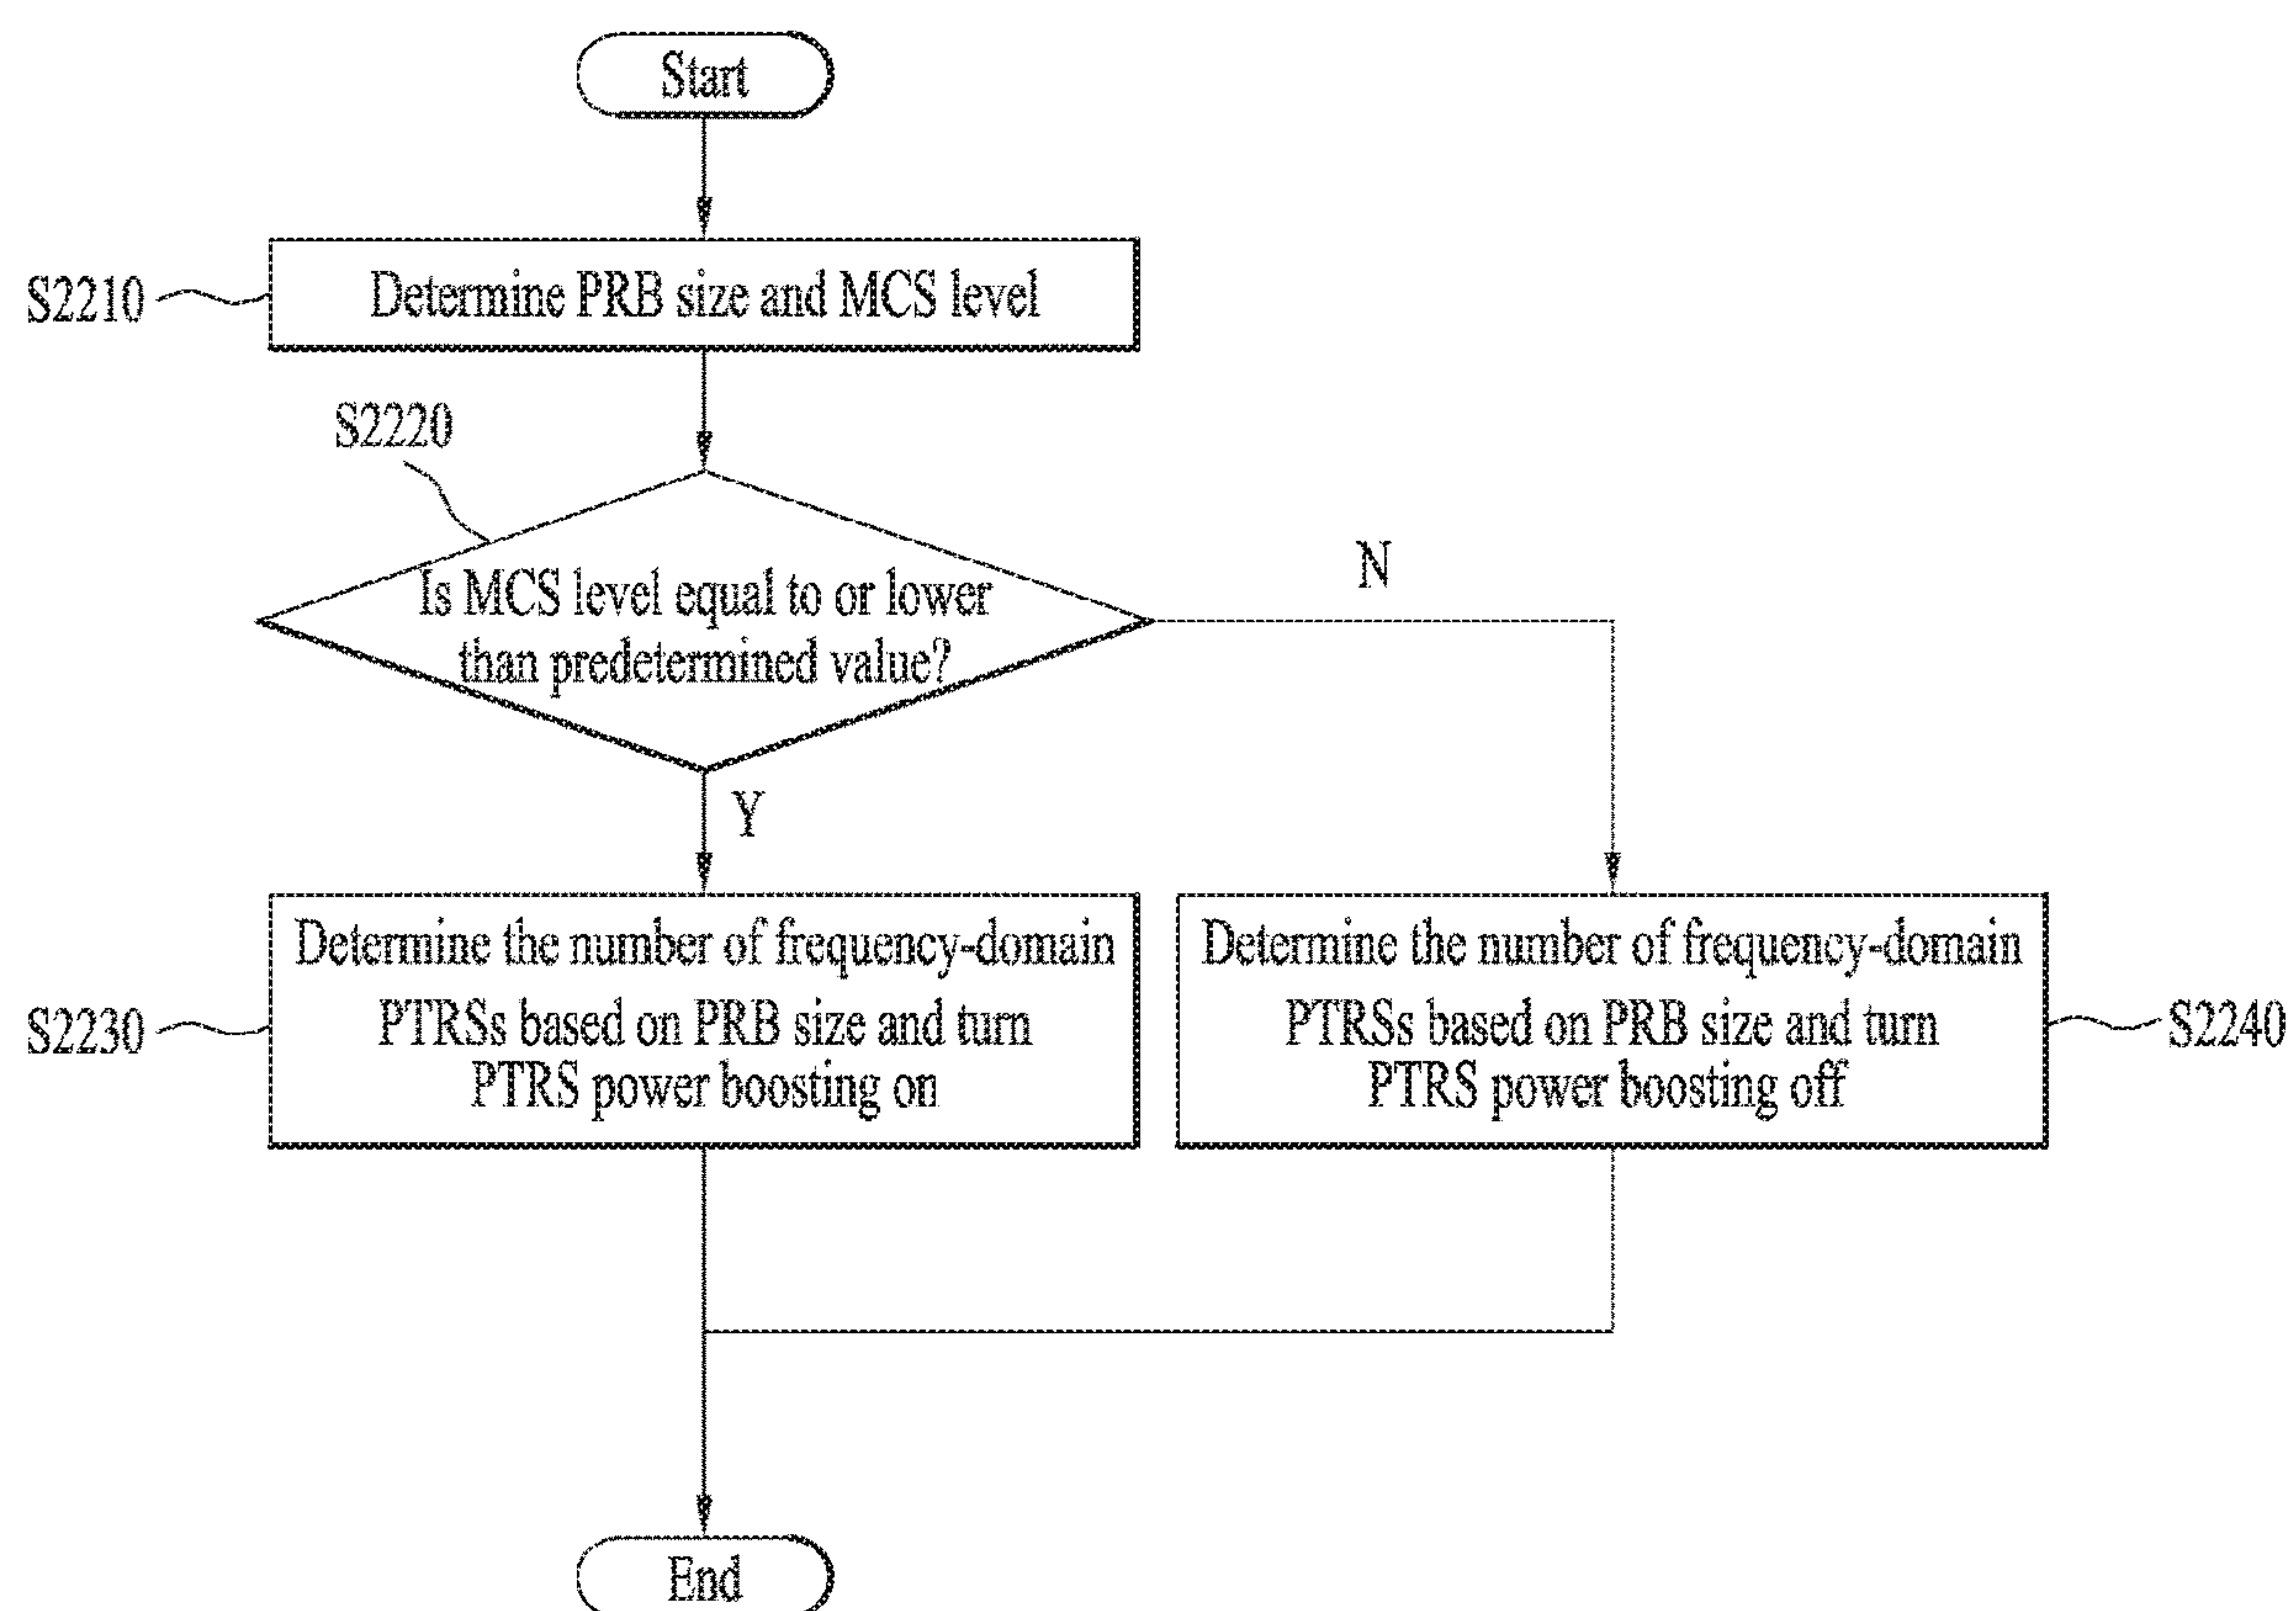 Start
S2210
Determine PRB size and MCS level
S2220
Is MCS level equal to or lower
than predetermined value?
N
Y
S2230
Determine the number of frequency-domain
PTRSs based on PRB size and turn
PTRS power boosting on
Determine the number of frequency-domain
PTRSs based on PRB size and turn
PTRS power boosting off
S2240
End